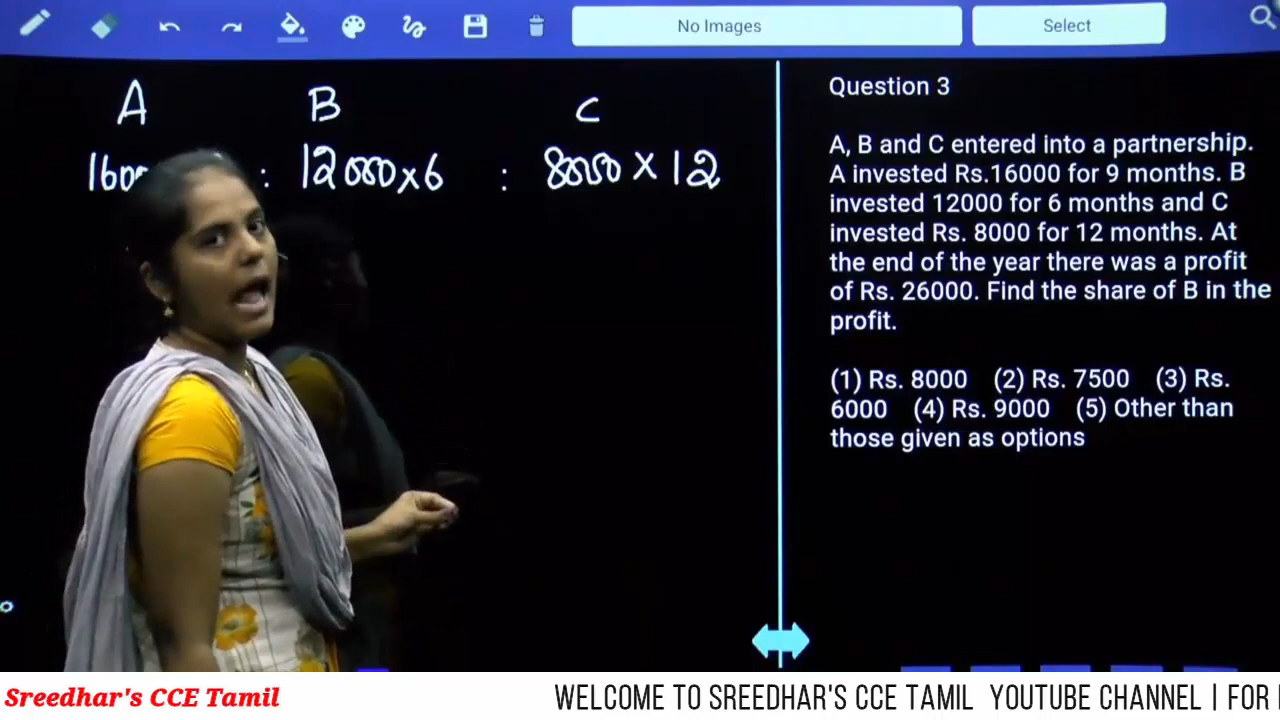 No Images
Select
A B C
1600 : 12000×6 : 8000 × 12
Question 3
A, B and C entered into a partnership.
A invested Rs.16000 for 9 months. B
invested 12000 for 6 months and C
invested Rs. 8000 for 12 months. At
the end of the year there was a profit
of Rs. 26000. Find the share of B in the
profit.
(1) Rs. 8000 (2) Rs. 7500 (3) Rs.
6000 (4) Rs. 9000 (5) Other than
those given as options
Sreedhar's CCE Tamil
WELCOME TO SREEDHAR'S CCE TAMIL YOUTUBE CHANNEL | FOR